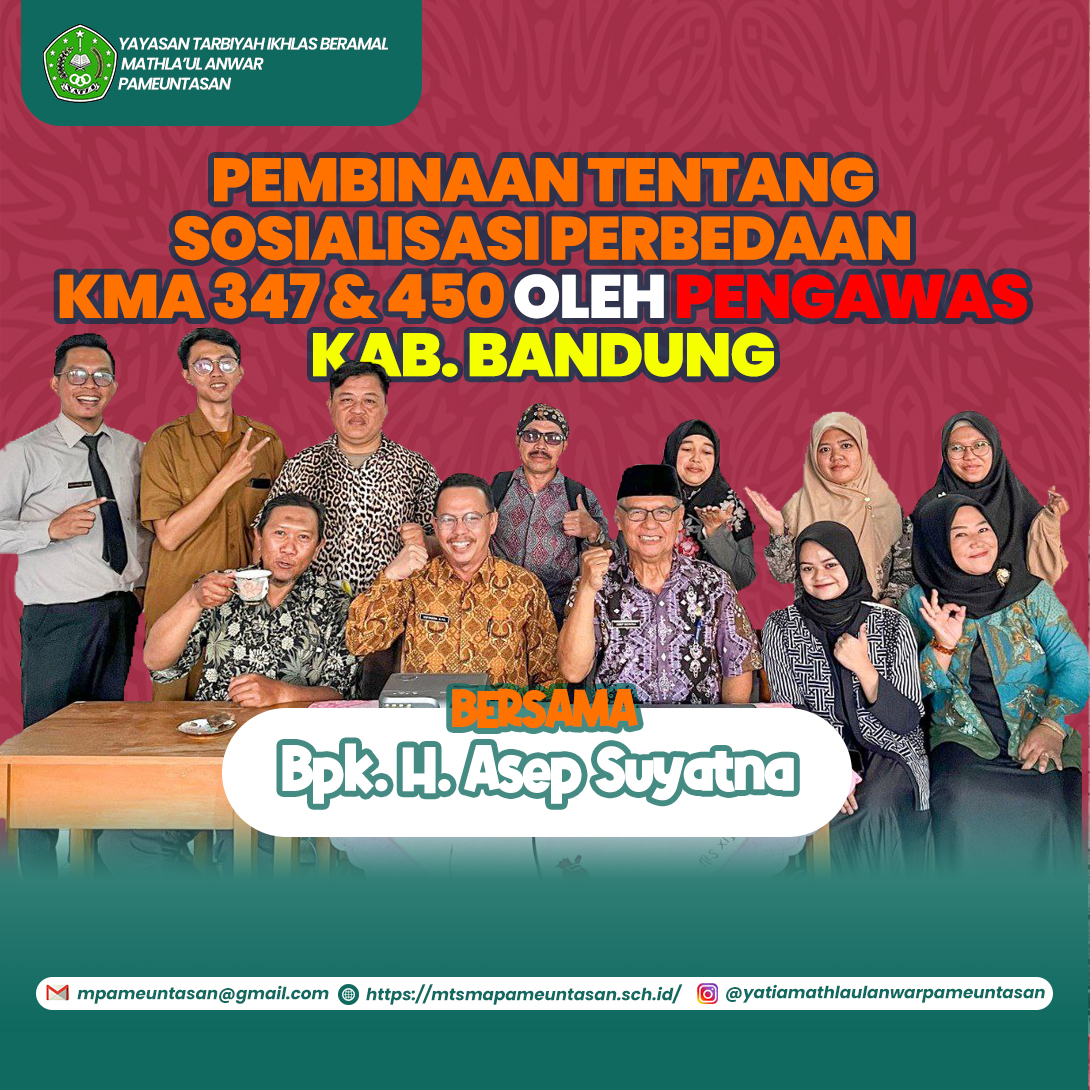 YAYASAN TARBIYAH IKHLAS BERAMAL
MATHLA'UL ANWAR
PAMEUNTASAN
PEMBINAAN TENTANG
SOSIALISASI PERBEDAAN
KMA 347 & 450 OLEH PENGAWAS
KAB. BANDUNG
BERSAMA
Bpk. H. Asep Suyatna
mpameuntasan@gmail.com
https://mtsmapameuntasan.sch.id/
@yatiamathlaulanwarpameuntasan